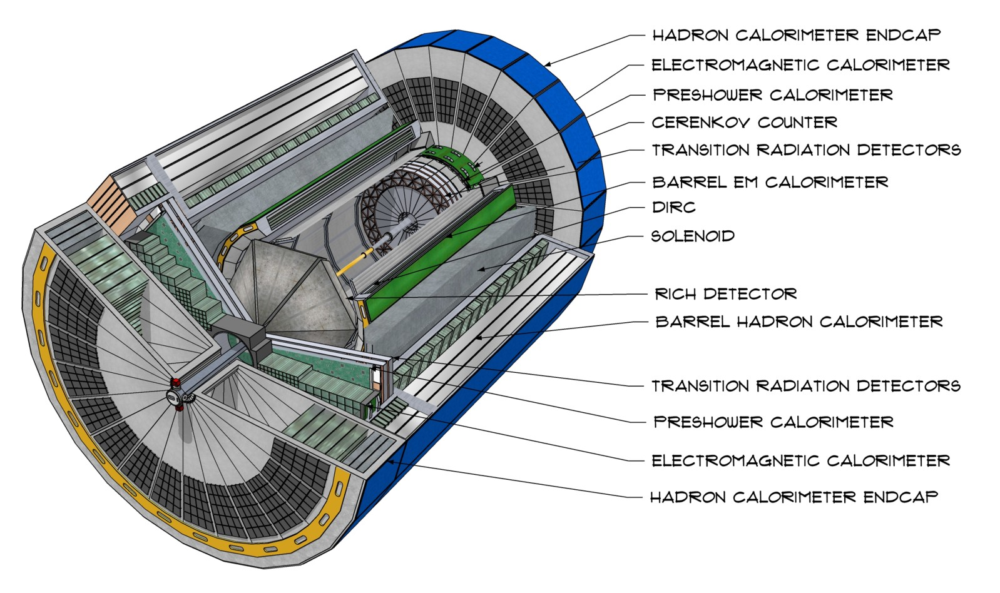 HADRON CALORIMETER ENDCAP
ELECTROMAGNETIC CALORIMETER
PRESHOWER CALORIMETER
CERENKOV COUNTER
TRANSITION RADIATION DETECTORS
BARREL EM CALORIMETER
DIRC
SOLENOID
RICH DETECTOR
BARREL HADRON CALORIMETER
TRANSITION RADIATION DETECTORS
PRESHOWER CALORIMETER
ELECTROMAGNETIC CALORIMETER
HADRON CALORIMETER ENDCAP